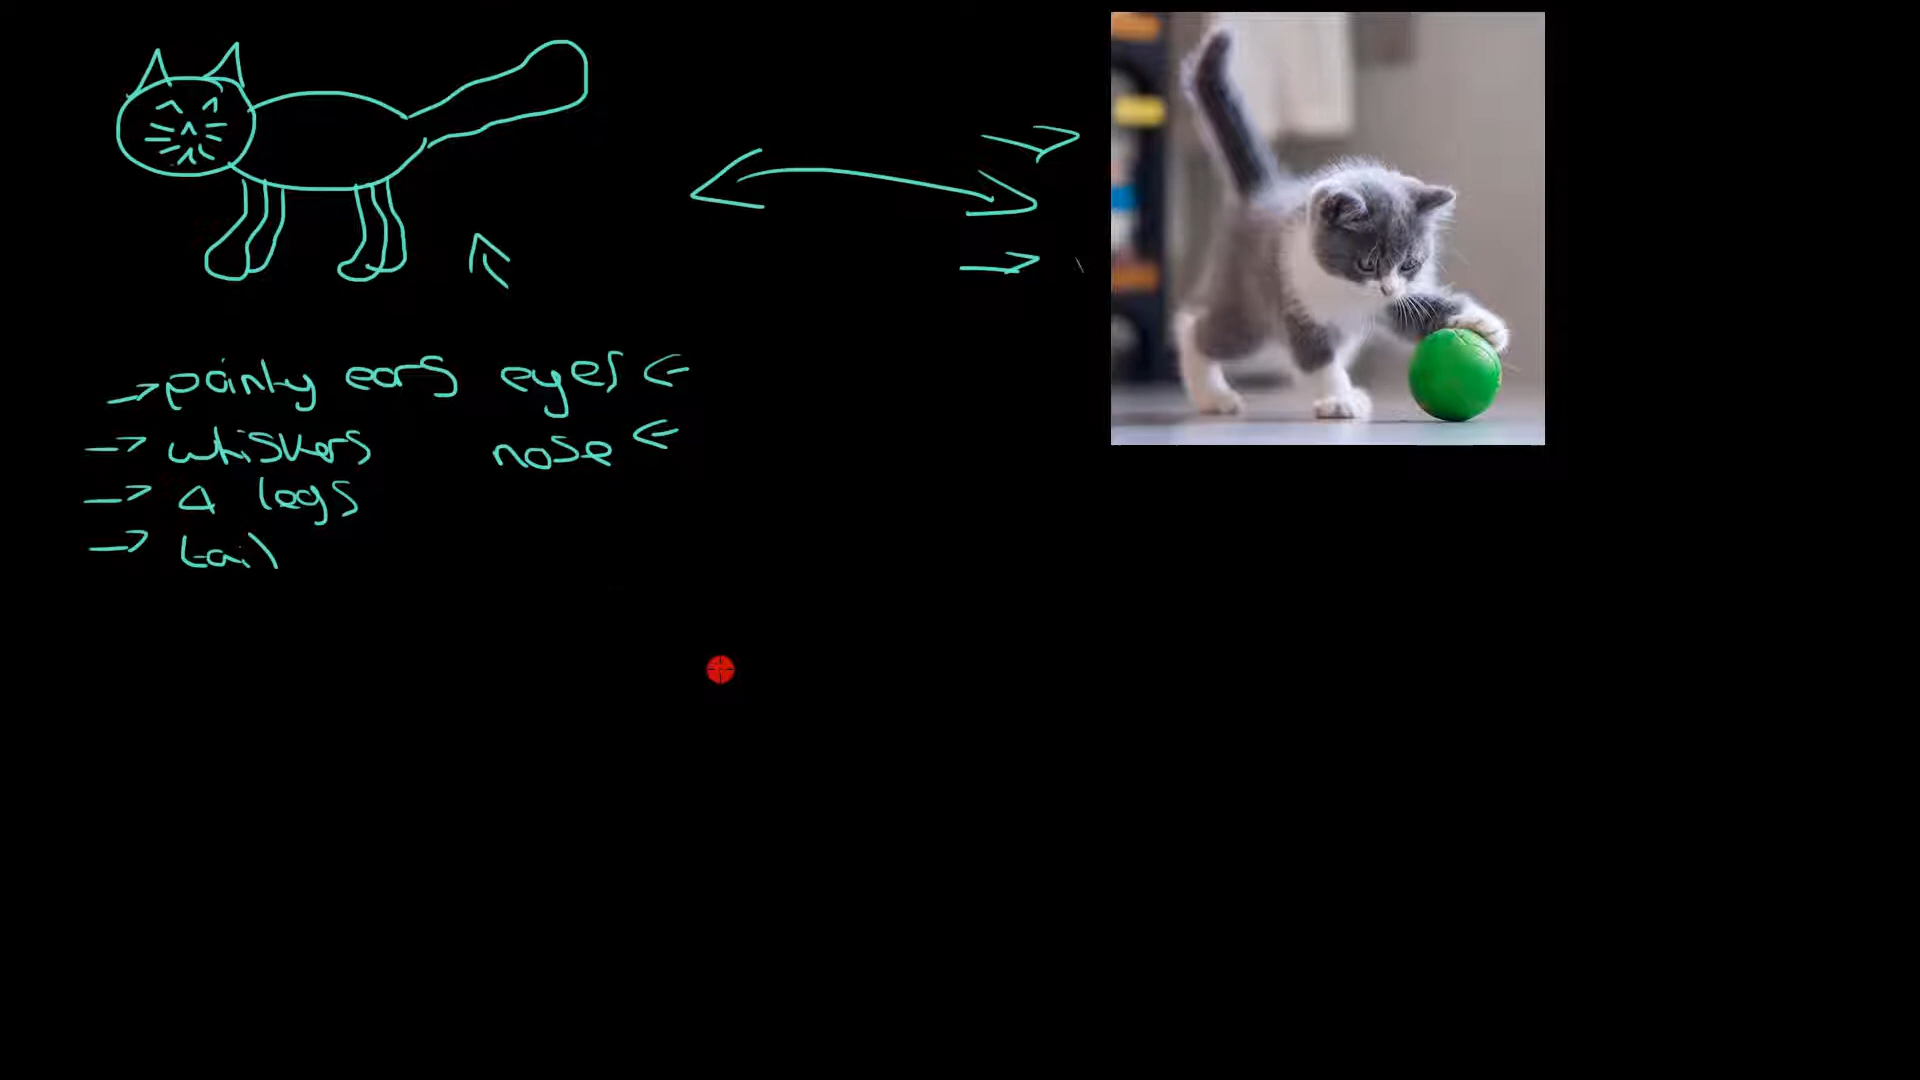 → pointy ears eyes ←
→ whiskers nose ←
→ 4 legs
→ tail